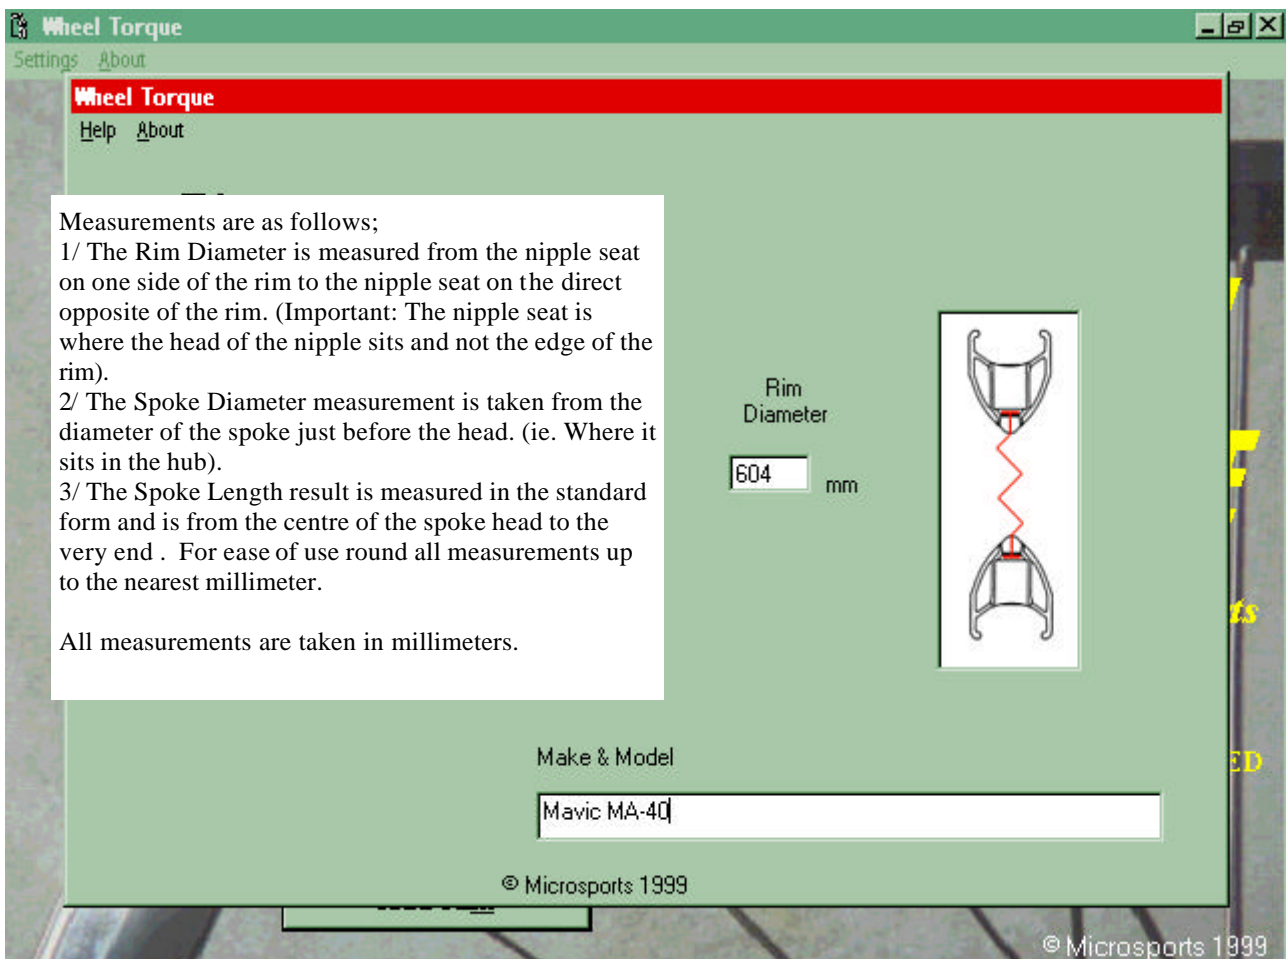 Wheel Torque
Settings About
Wheel Torque
Help About
Measurements are as follows;
1/ The Rim Diameter is measured from the nipple seat
on one side of the rim to the nipple seat on the direct
opposite of the rim. (Important: The nipple seat is
where the head of the nipple sits and not the edge of the
rim).
2/ The Spoke Diameter measurement is taken from the
diameter of the spoke just before the head. (ie. Where it
sits in the hub).
3/ The Spoke Length result is measured in the standard
form and is from the centre of the spoke head to the
very end . For ease of use round all measurements up
to the nearest millimeter.
All measurements are taken in millimeters.
Rim
Diameter
604 mm
ts
ED
Make & Model
Mavic MA-40
© Microsports 1999
© Microsports 1999